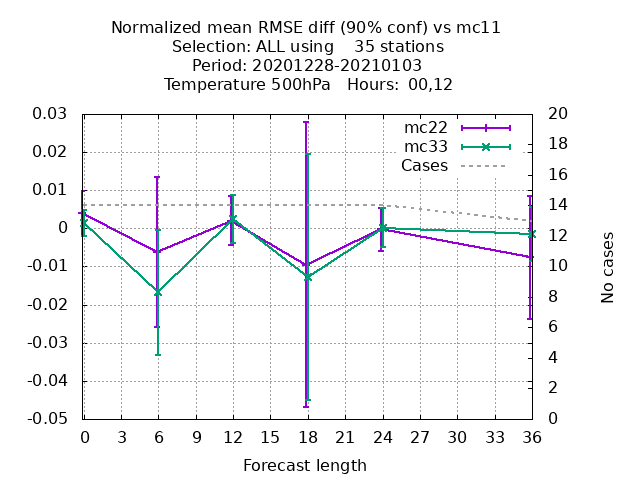 Normalized mean RMSE diff (90% conf) vs mc11
Selection: ALL using    35 stations
Period: 20201228-20210103
Temperature 500hPa   Hours:  00,12
0.03
0.02
0.01
0
-0.01
-0.02
-0.03
-0.04
-0.05
mc22
mc33
Cases
20
18
16
14
12
10
8
6
4
2
0
No cases
0 3 6 9 12 15 18 21 24 27 30 33 36
Forecast length